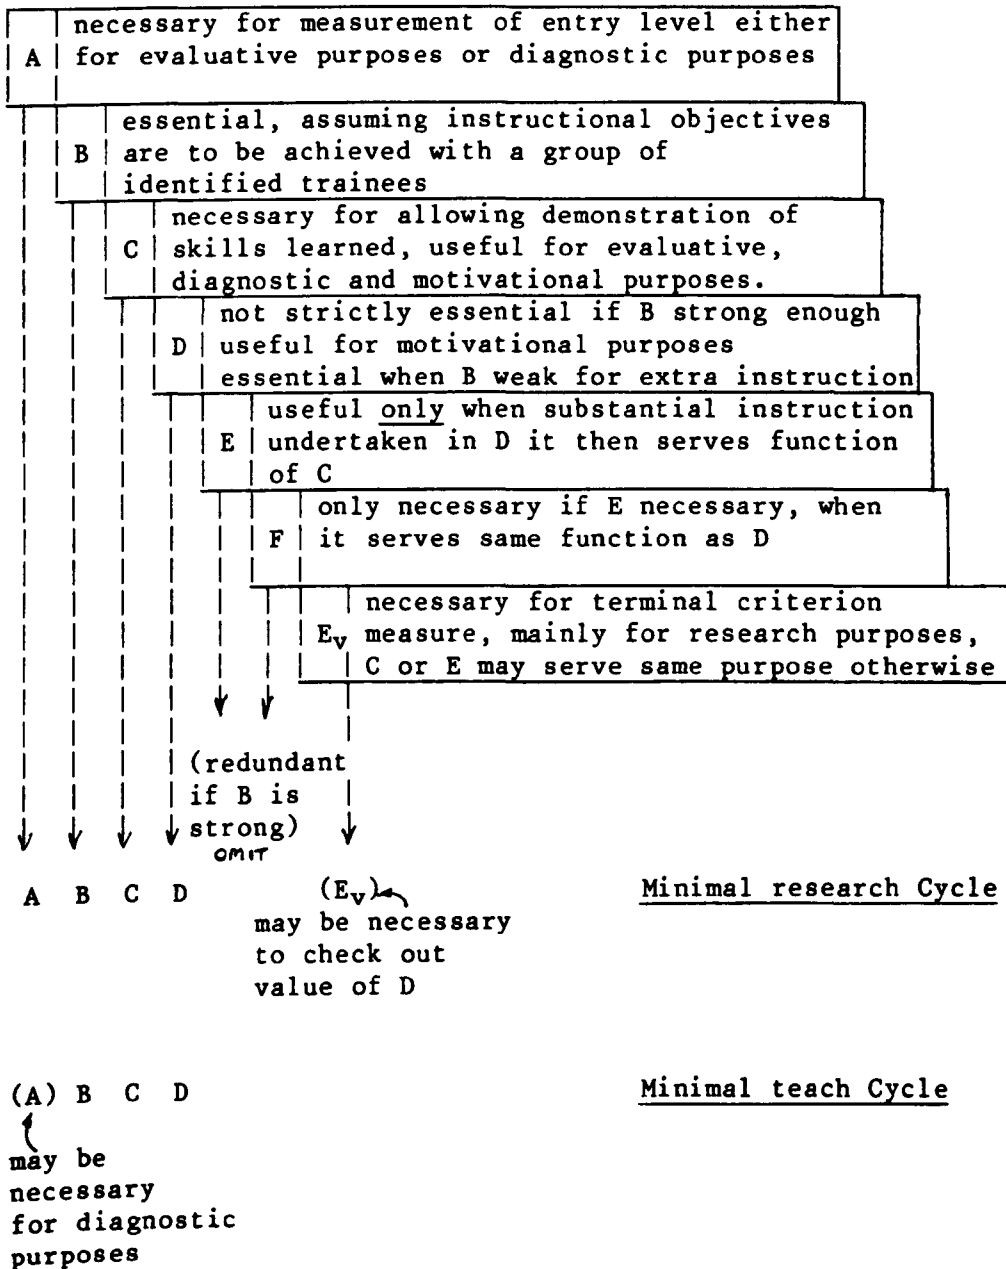 necessary for measurement of entry level either
A for evaluative purposes or diagnostic purposes
essential, assuming instructional objectives
B are to be achieved with a group of
identified trainees
necessary for allowing demonstration of
C skills learned, useful for evaluative,
diagnostic and motivational purposes.
not strictly essential if B strong enough
D useful for motivational purposes
essential when B weak for extra instruction
useful only when substantial instruction
E undertaken in D it then serves function
of C
only necessary if E necessary, when
F it serves same function as D
necessary for terminal criterion
Ev measure, mainly for research purposes,
C or E may serve same purpose otherwise
(redundant
if B is
strong)
OMIT
A B C D (Ev) Minimal research Cycle
may be necessary
to check out
value of D
(A) B C D Minimal teach Cycle
may be
necessary
for diagnostic
purposes